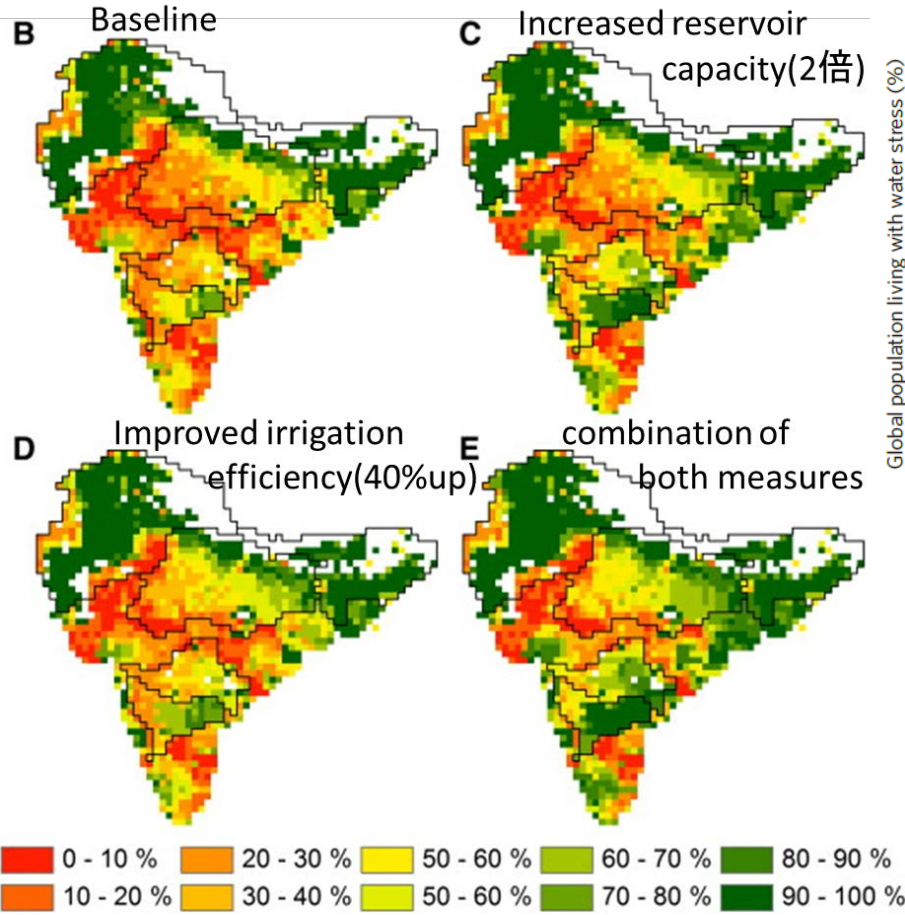 B Baseline
C Increased reservoir
capacity(2倍)
Global population living with water stress (%)
D Improved irrigation
efficiency(40%up)
E combination of
both measures
0 - 10 % 20 - 30 % 50 - 60 % 60 - 70 % 80 - 90 %
10 - 20 % 30 - 40 % 50 - 60 % 70 - 80 % 90 - 100 %